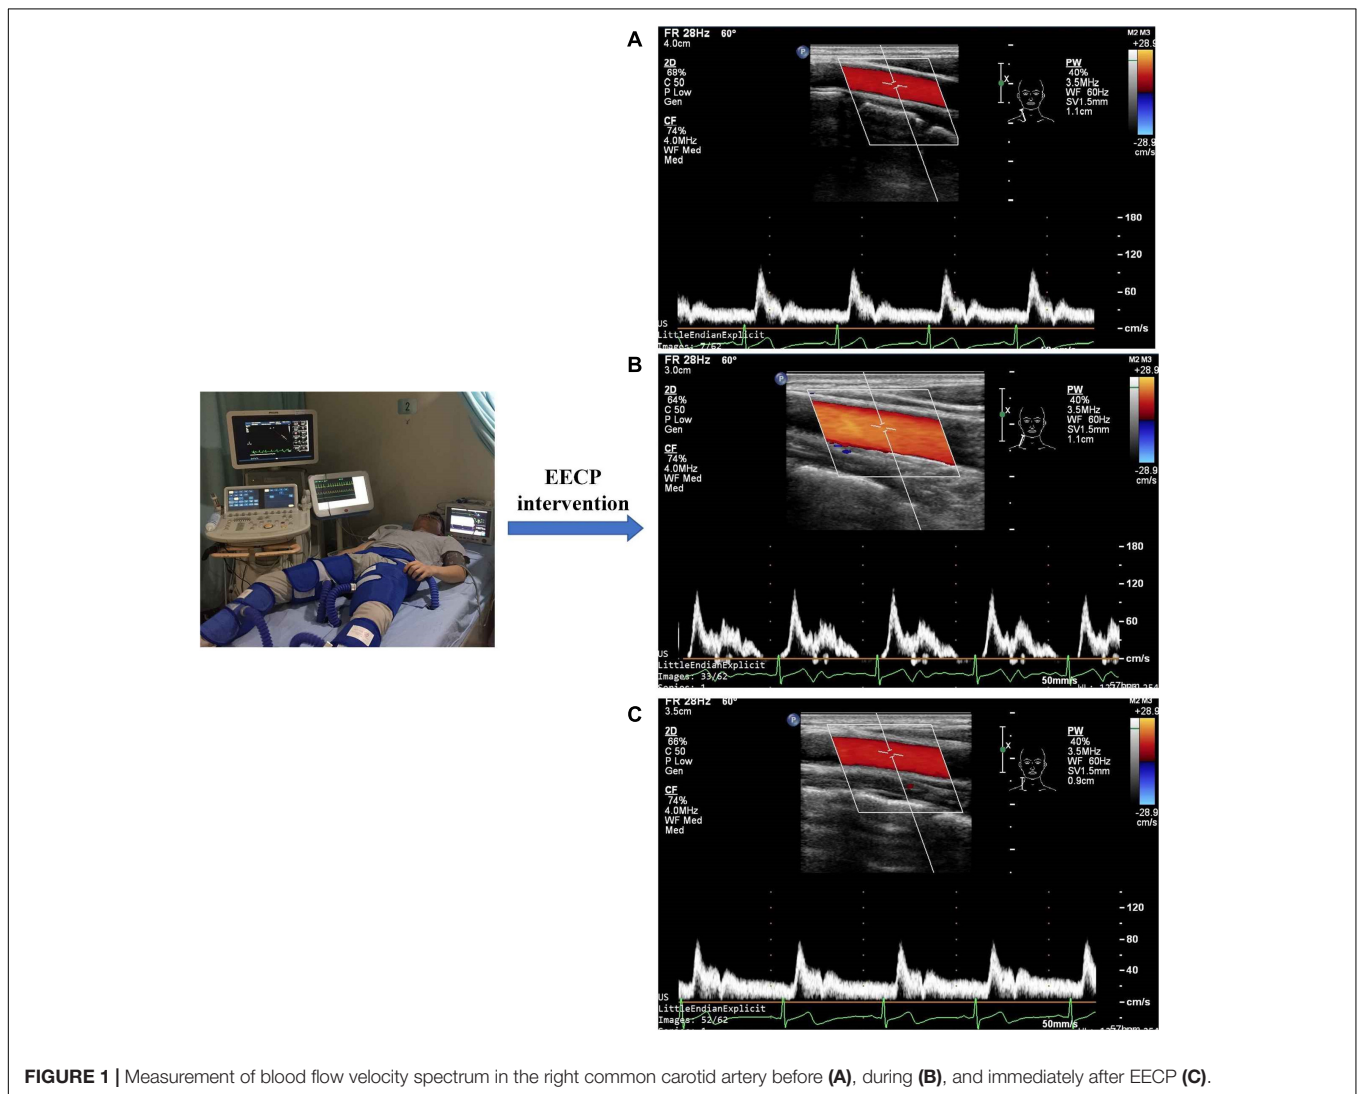 A
FR 28Hz 60°
4.0cm
2D
68%
C 50
P Low
Gen
CF
74%
4.0MHz
WF Med
Med
P
X
PW
40%
3.5MHz
WF 60Hz
SV1.5mm
1.1cm
M2 M3
+28.9
-28.9
cm/s
180
120
60
cm/s
US
LittleEndianExplicit
Images: 7/62
B
FR 28Hz 60°
3.0cm
2D
64%
C 50
P Low
Gen
CF
74%
4.0MHz
WF Med
Med
P
X
PW
40%
3.5MHz
WF 60Hz
SV1.5mm
1.1cm
M2 M3
+28.9
-28.9
cm/s
180
120
60
cm/s
US
LittleEndianExplicit
Images: 33/62
50mm/s
2
EECP
intervention
C
FR 28Hz 60°
3.5cm
2D
66%
C 50
P Low
Gen
CF
74%
4.0MHz
WF Med
Med
P
X
PW
40%
3.5MHz
WF 60Hz
SV1.5mm
0.9cm
M2 M3
+28.9
-28.9
cm/s
120
80
40
cm/s
US
LittleEndianExplicit
Images: 52/62
50mm/s
FIGURE 1 | Measurement of blood flow velocity spectrum in the right common carotid artery before (A), during (B), and immediately after EECP (C).